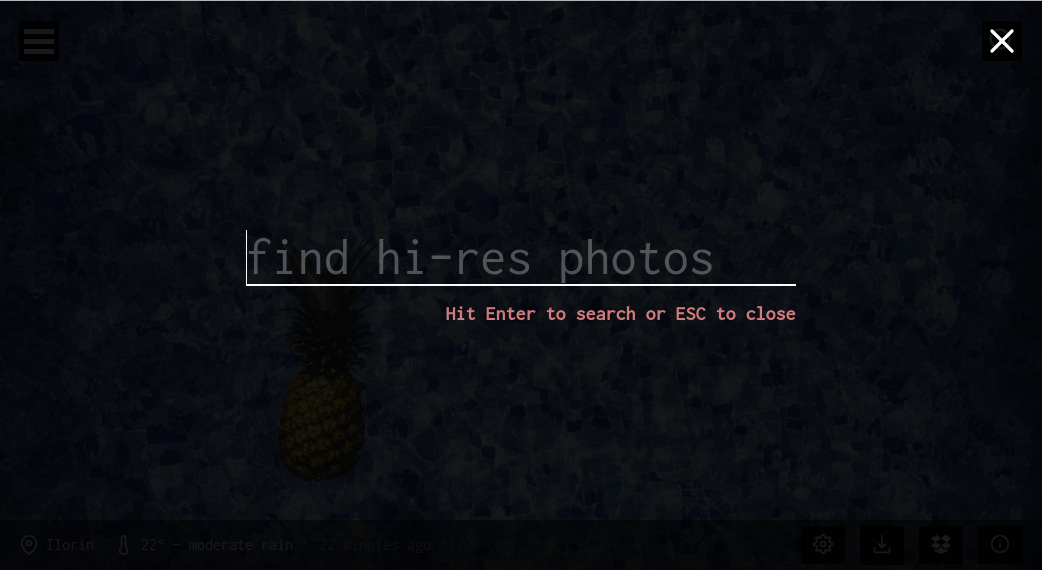 find hi-res photos
Hit Enter to search or ESC to close
Ilorin 22° - moderate rain 22 minutes ago